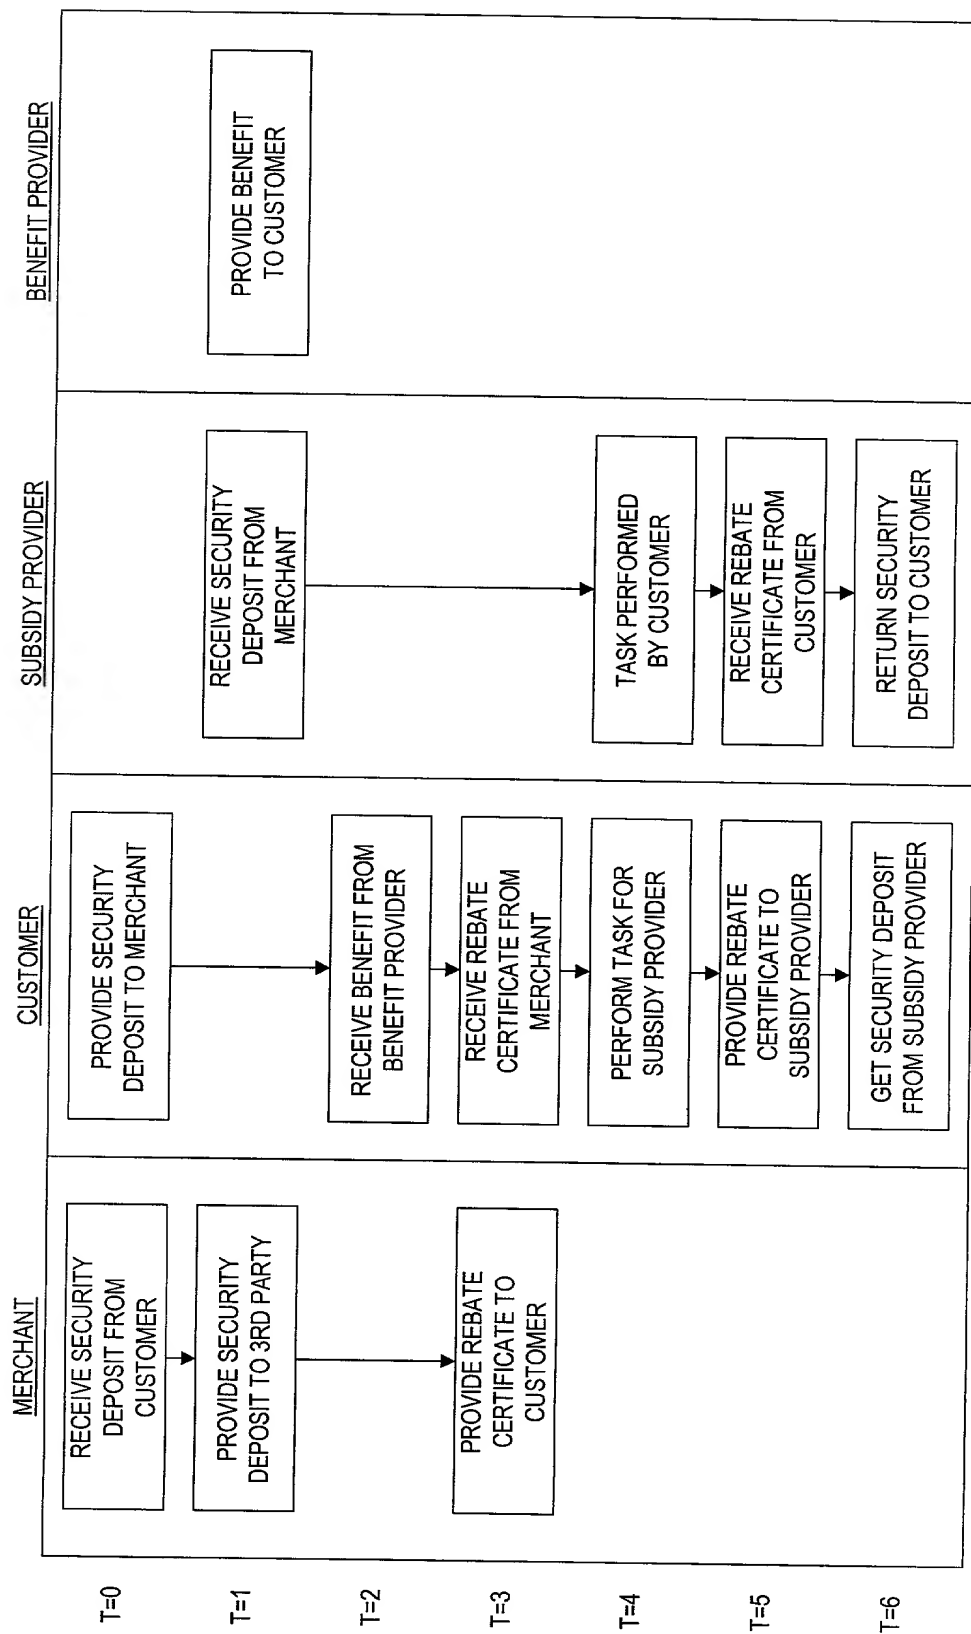 MERCHANT
CUSTOMER
SUBSIDY PROVIDER
BENEFIT PROVIDER
T=0
RECEIVE SECURITY
DEPOSIT FROM
CUSTOMER
PROVIDE SECURITY
DEPOSIT TO MERCHANT
T=1
PROVIDE SECURITY
DEPOSIT TO 3RD PARTY
RECEIVE SECURITY
DEPOSIT FROM
MERCHANT
PROVIDE BENEFIT
TO CUSTOMER
T=2
RECEIVE BENEFIT FROM
BENEFIT PROVIDER
T=3
PROVIDE REBATE
CERTIFICATE TO
CUSTOMER
RECEIVE REBATE
CERTIFICATE FROM
MERCHANT
T=4
PERFORM TASK FOR
SUBSIDY PROVIDER
TASK PERFORMED
BY CUSTOMER
T=5
PROVIDE REBATE
CERTIFICATE TO
SUBSIDY PROVIDER
RECEIVE REBATE
CERTIFICATE FROM
CUSTOMER
T=6
GET SECURITY DEPOSIT
FROM SUBSIDY PROVIDER
RETURN SECURITY
DEPOSIT TO CUSTOMER